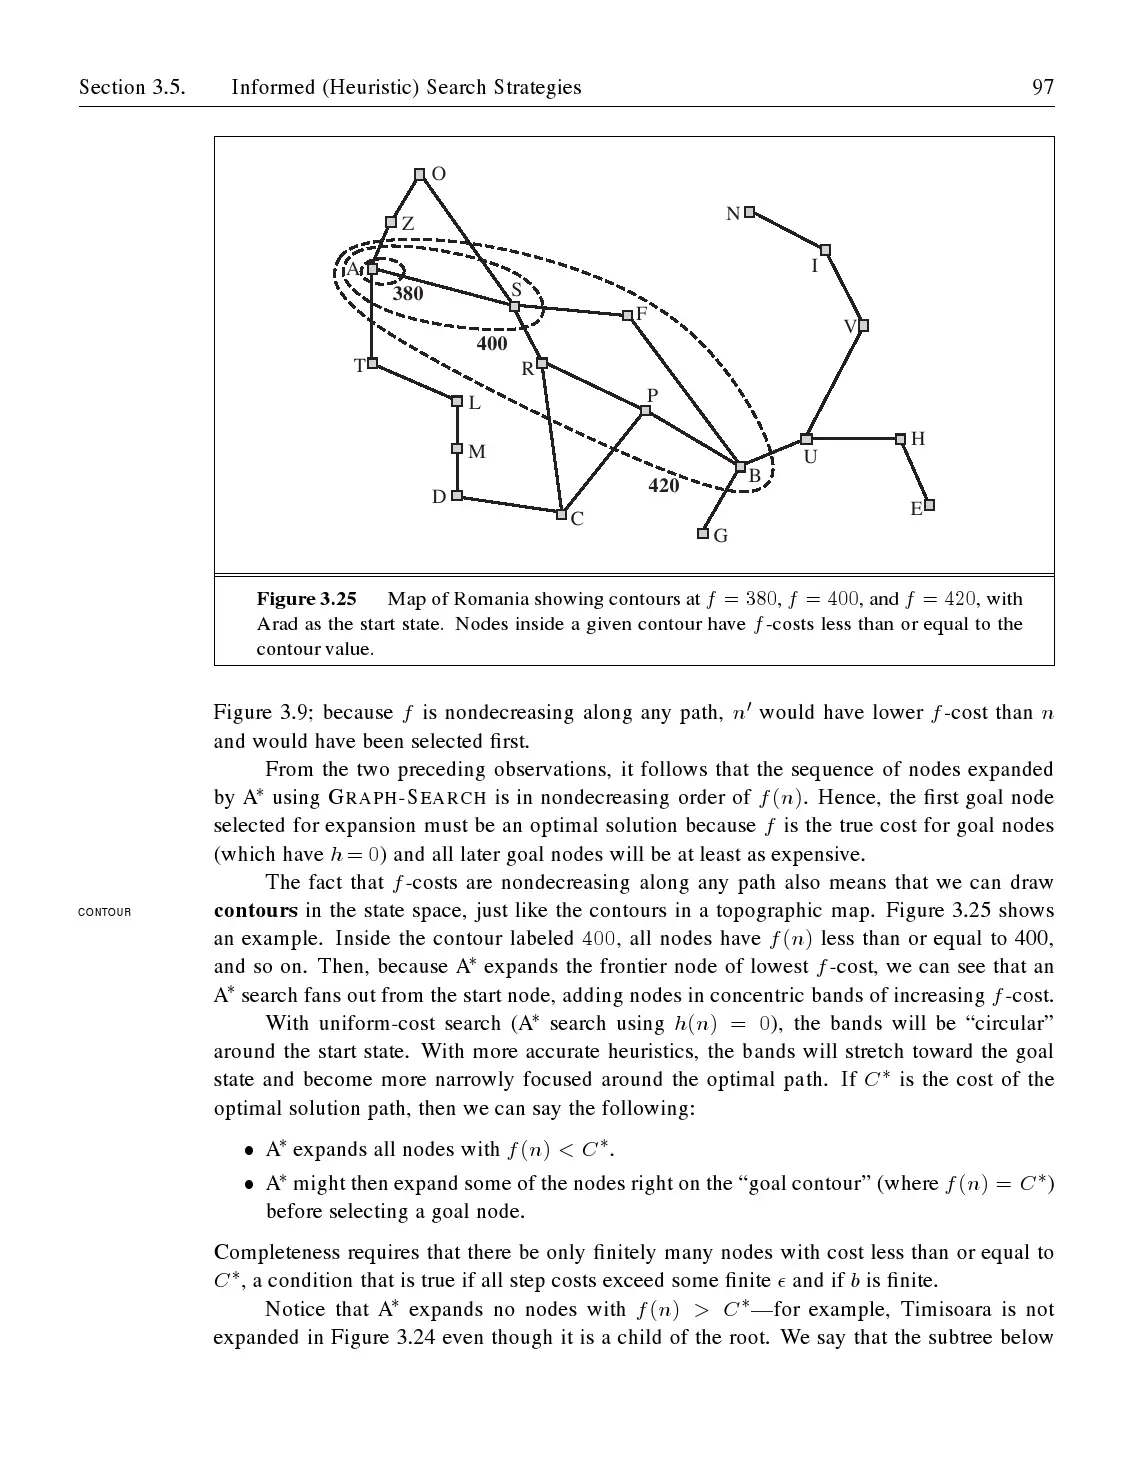 Section 3.5. Informed (Heuristic) Search Strategies 97
O
N
Z
I
A
S
380
F
V
400
T
R
P
L
H
M
U
B
420
D
E
C
G
Figure 3.25 Map of Romania showing contours at f = 380, f = 400, and f = 420, with
Arad as the start state. Nodes inside a given contour have f-costs less than or equal to the
contour value.
Figure 3.9; because f is nondecreasing along any path, n′ would have lower f-cost than n
and would have been selected first.
From the two preceding observations, it follows that the sequence of nodes expanded
by A* using GRAPH-SEARCH is in nondecreasing order of f(n). Hence, the first goal node
selected for expansion must be an optimal solution because f is the true cost for goal nodes
(which have h = 0) and all later goal nodes will be at least as expensive.
The fact that f-costs are nondecreasing along any path also means that we can draw
CONTOUR
contours in the state space, just like the contours in a topographic map. Figure 3.25 shows
an example. Inside the contour labeled 400, all nodes have f(n) less than or equal to 400,
and so on. Then, because A* expands the frontier node of lowest f-cost, we can see that an
A* search fans out from the start node, adding nodes in concentric bands of increasing f-cost.
With uniform-cost search (A* search using h(n) = 0), the bands will be “circular”
around the start state. With more accurate heuristics, the bands will stretch toward the goal
state and become more narrowly focused around the optimal path. If C* is the cost of the
optimal solution path, then we can say the following:
• A* expands all nodes with f(n) < C*.
• A* might then expand some of the nodes right on the “goal contour” (where f(n) = C*)
before selecting a goal node.
Completeness requires that there be only finitely many nodes with cost less than or equal to
C*, a condition that is true if all step costs exceed some finite ϵ and if b is finite.
Notice that A* expands no nodes with f(n) > C*—for example, Timisoara is not
expanded in Figure 3.24 even though it is a child of the root. We say that the subtree below